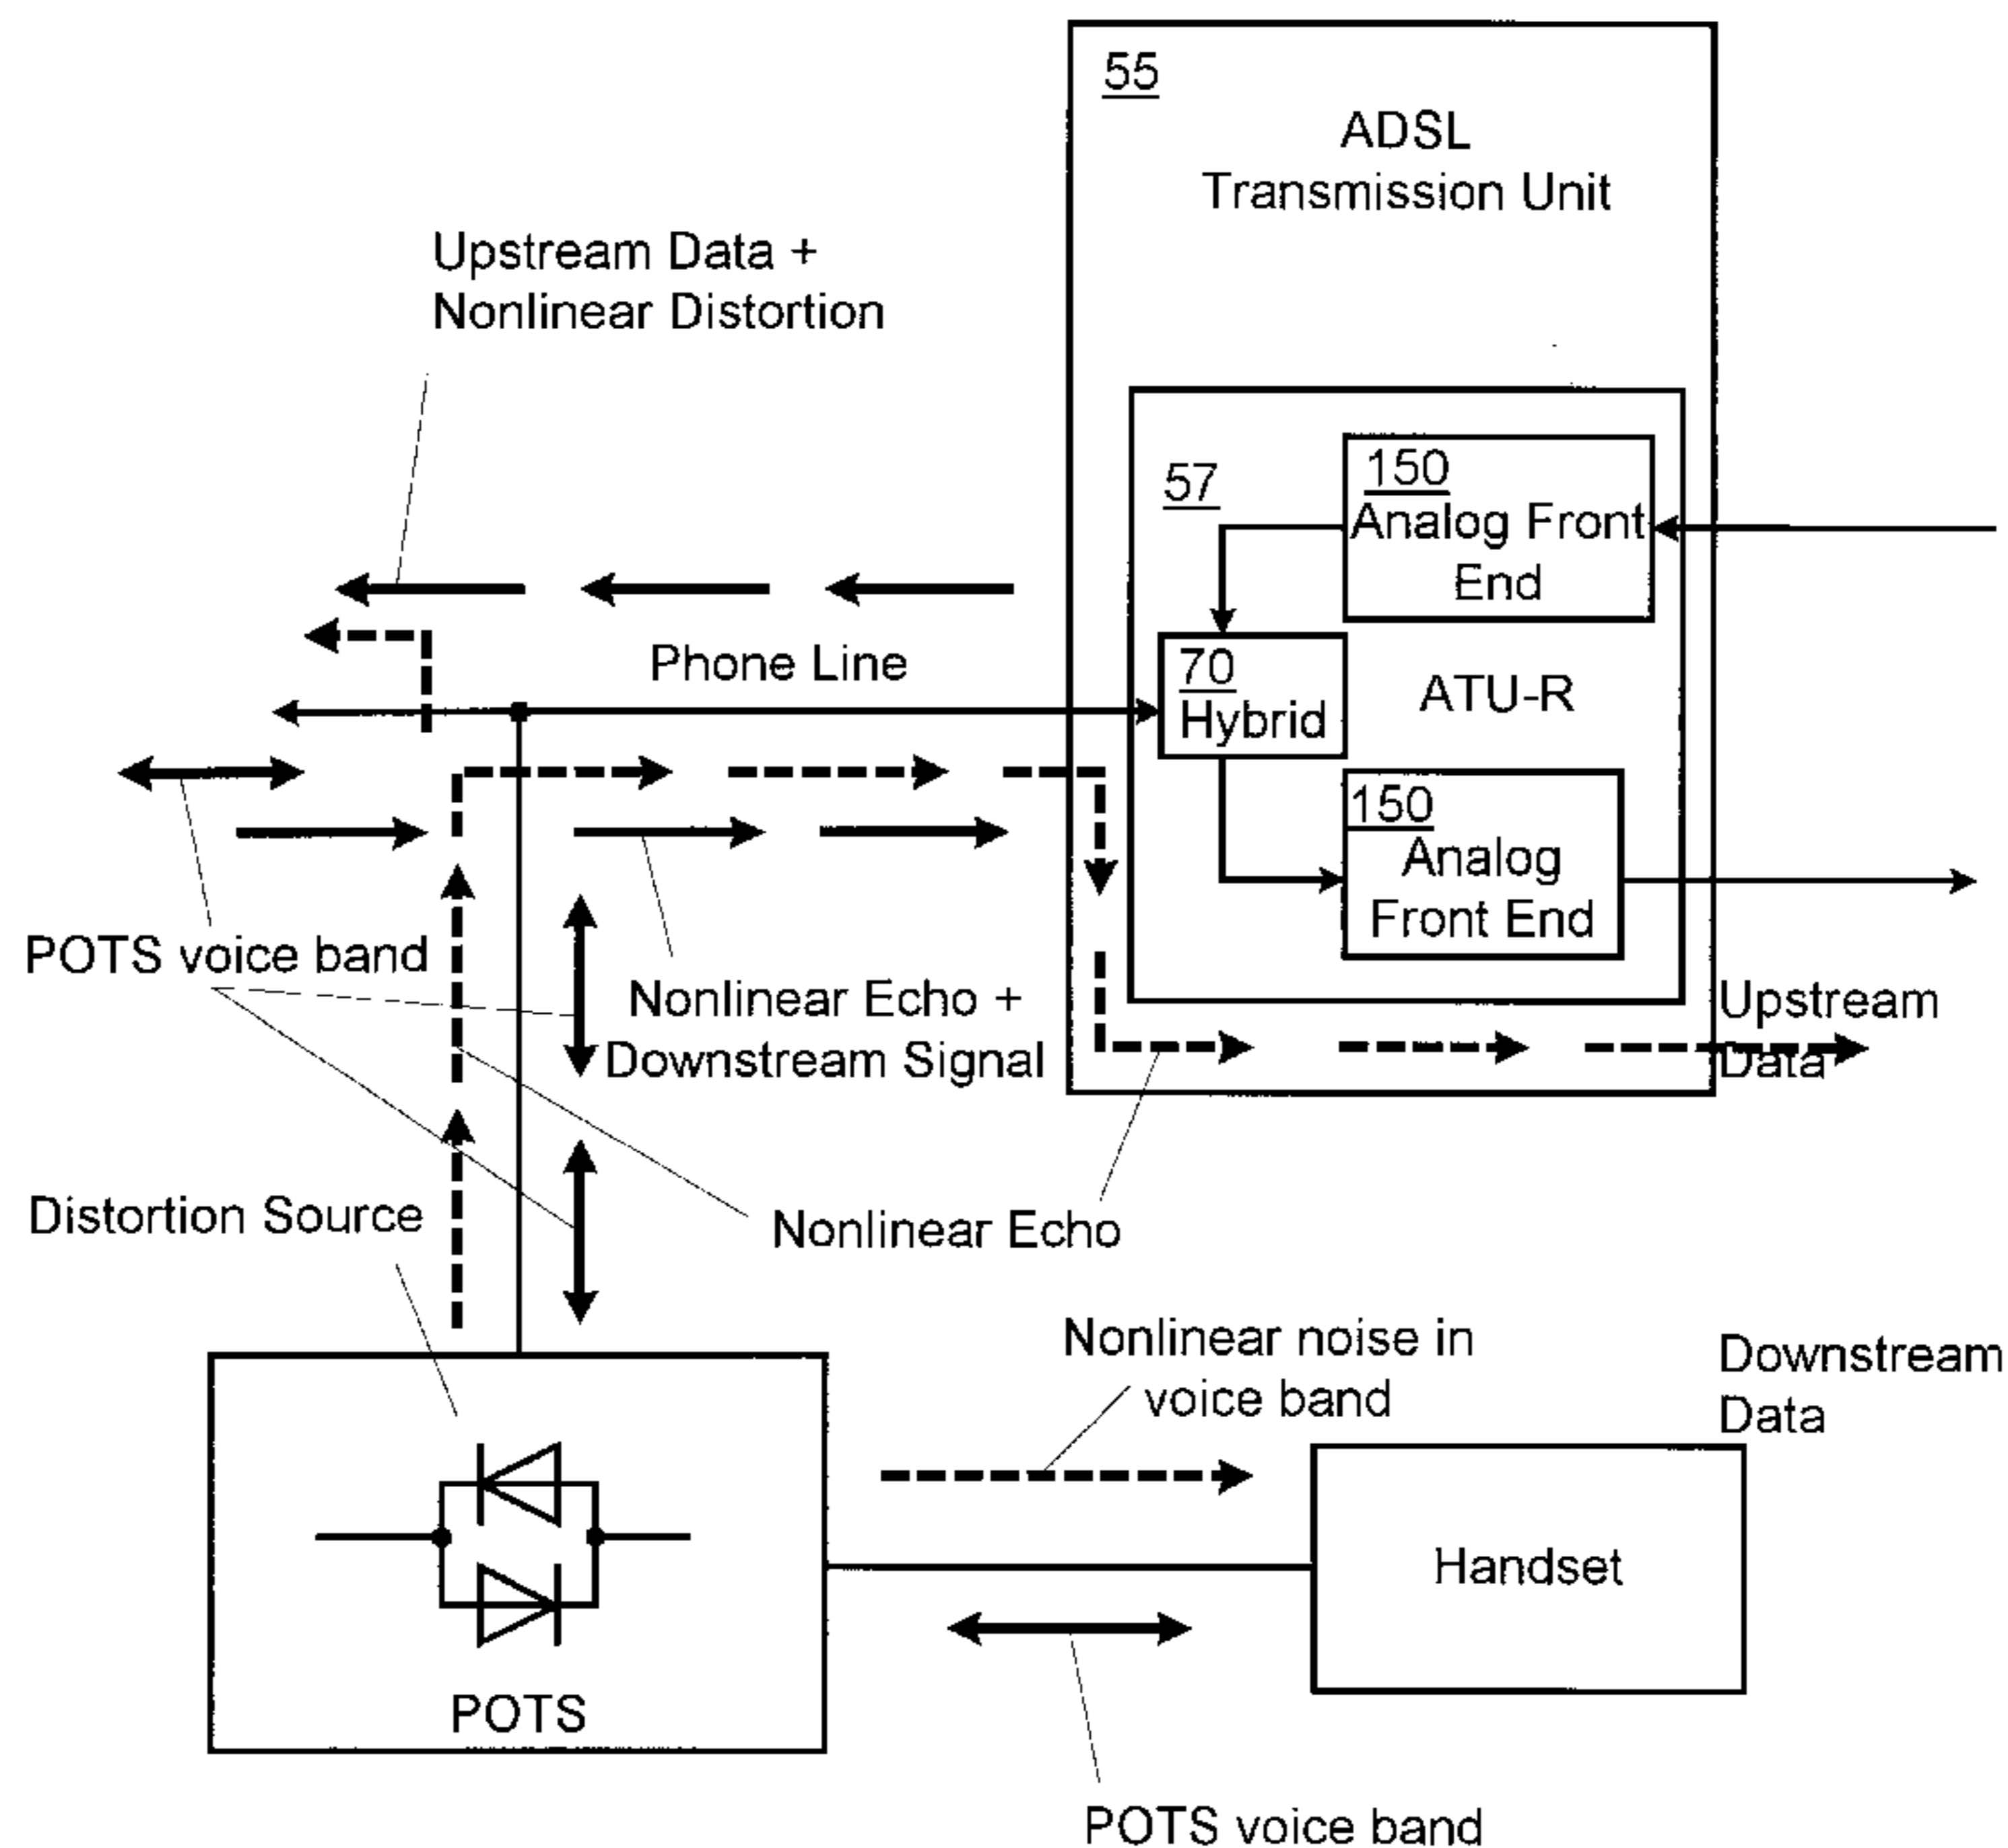 55
ADSL
Transmission Unit
Upstream Data +
Nonlinear Distortion
150
Analog Front
End
57
Phone Line
70
Hybrid
ATU-R
150
Analog
Front End
POTS voice band
Nonlinear Echo +
Downstream Signal
Upstream
Data
Distortion Source
Nonlinear Echo
Nonlinear noise in
voice band
Downstream
Data
Handset
POTS
POTS voice band